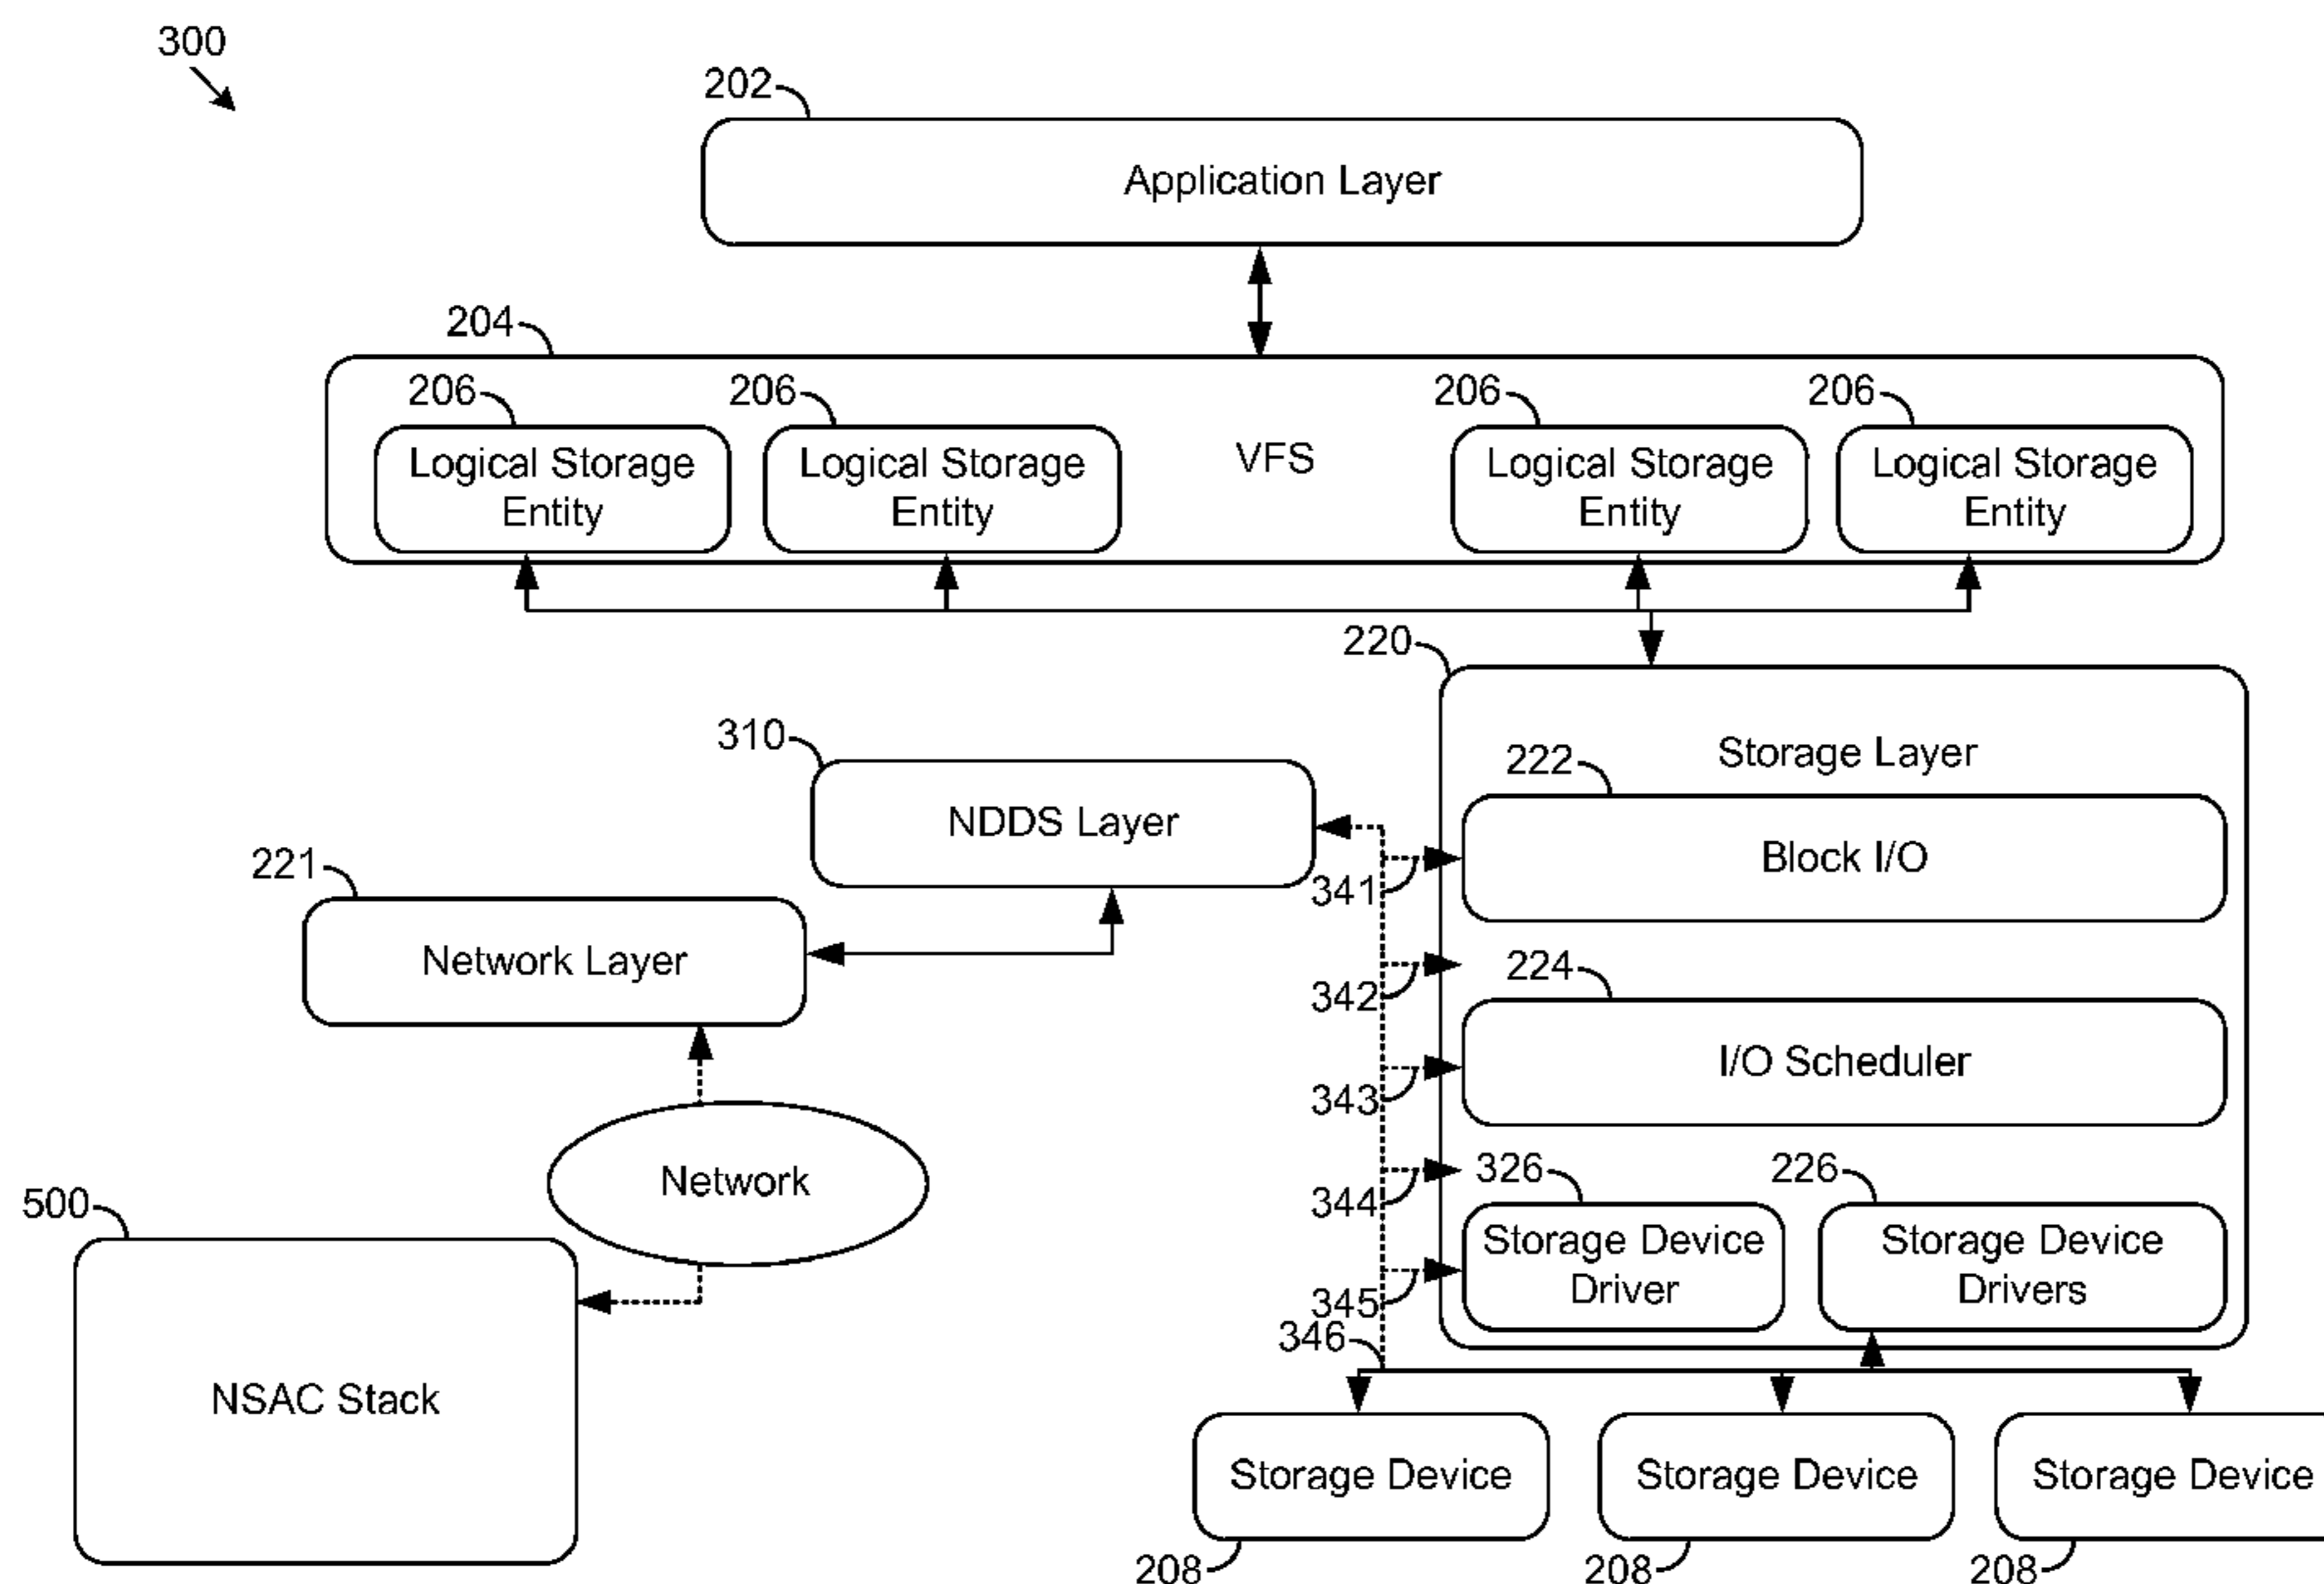 300
202
Application Layer
204
206
206
206
206
Logical Storage
Entity
Logical Storage
Entity
VFS
Logical Storage
Entity
Logical Storage
Entity
220
Storage Layer
310
NDDS Layer
222
Block I/O
341
221
Network Layer
342
224
I/O Scheduler
343
Network
344
326
226
Storage Device
Driver
Storage Device
Drivers
345
346
500
NSAC Stack
Storage Device
Storage Device
Storage Device
208
208
208